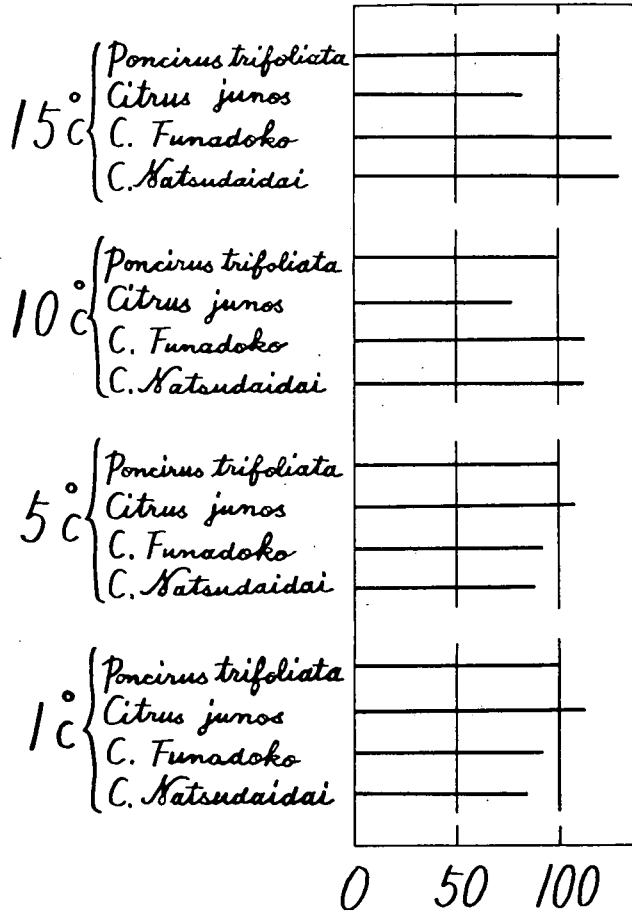 Poncirus trifoliata
Citrus junos
15°C
C. Funadoko
C. Natsudaidai
Poncirus trifoliata
Citrus junos
10°C
C. Funadoko
C. Natsudaidai
Poncirus trifoliata
Citrus junos
5°C
C. Funadoko
C. Natsudaidai
Poncirus trifoliata
Citrus junos
1°C
C. Funadoko
C. Natsudaidai
0 50 100